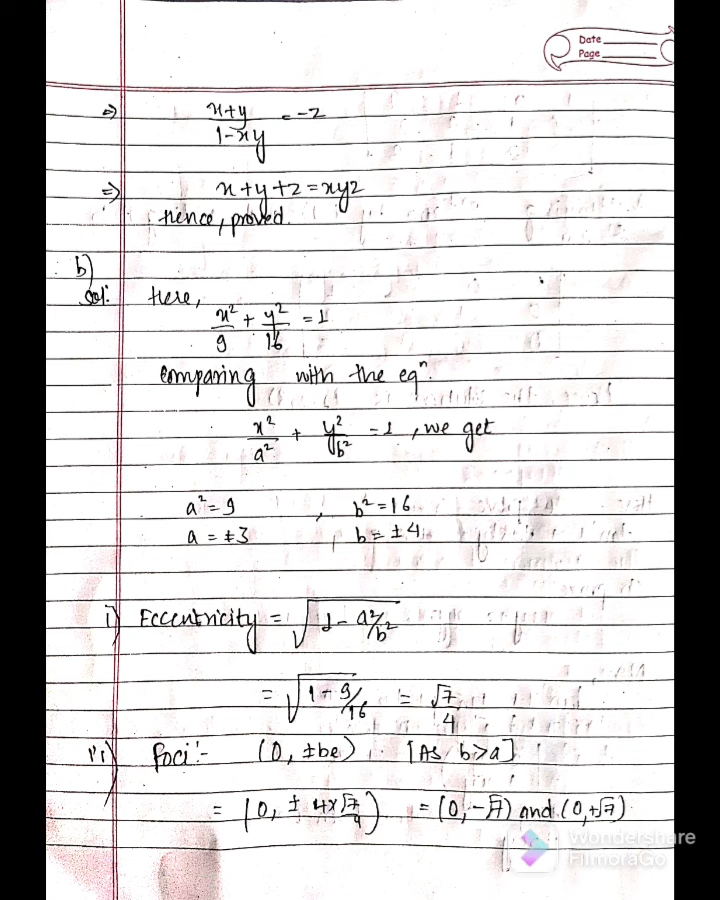 Date
Page
⇒ x+y/1-xy = -z
⇒ x+y+z = xyz
Hence, proved.
b)
Sol: Here,
x²/9 + y²/16 = 1
comparing with the eqⁿ.
x²/a² + y²/b² = 1, we get
a² = 9 , b² = 16
a = ±3 , b = ±4
i) Eccentricity = √1 - a²/b²
= √1 - 9/16 = √7/4
ii) Foci :- (0, ±be) [As b>a]
= (0, ± 4×√7/4) = (0, -√7) and (0, +√7)
Wondershare
FilmoraGo